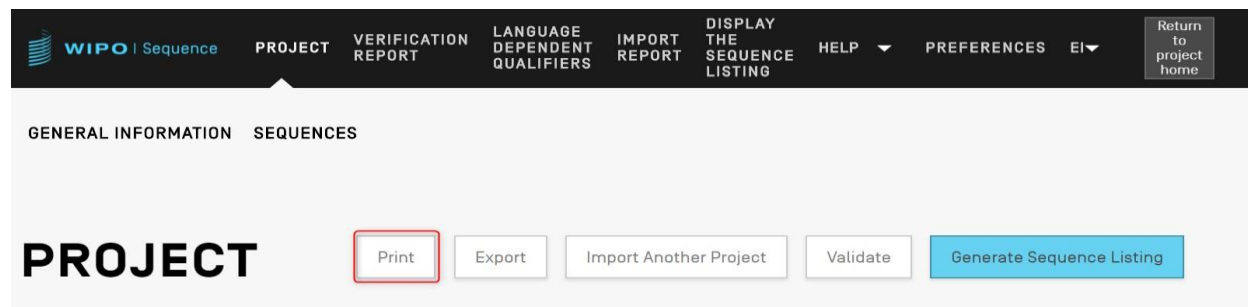 WIPO | Sequence
PROJECT
VERIFICATION
REPORT
LANGUAGE
DEPENDENT
QUALIFIERS
IMPORT
REPORT
DISPLAY
THE
SEQUENCE
LISTING
HELP
PREFERENCES
Return
to
project
home
GENERAL INFORMATION SEQUENCES
PROJECT
Print
Export
Import Another Project
Validate
Generate Sequence Listing